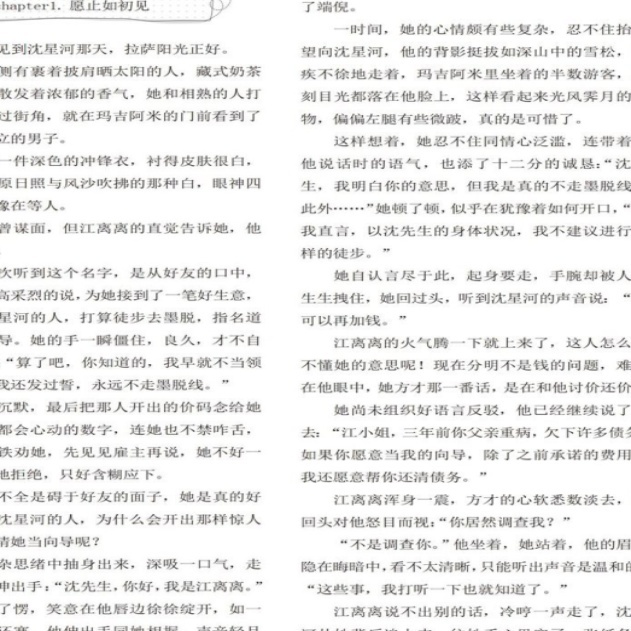 chapter1. 愿止如初见
见到沈星河那天，拉萨阳光正好。
侧有裹着披肩晒太阳的人，藏式奶茶
散发着浓郁的香气，她和相熟的人打
过街角，就在玛吉阿米的门前看到了
立的男子。
一件深色的冲锋衣，衬得皮肤很白，
原日照与风沙吹拂的那种白，眼神四
像在等人。
曾谋面，但江离离的直觉告诉她，他
次听到这个名字，是从好友的口中，
高采烈的说，为她接到了一笔好生意，
星河的人，打算徒步去墨脱，指名道
导。她的手一瞬僵住，良久，才不自
“算了吧，你知道的，我早就不当领
我还发过誓，永远不走墨脱线。”
沉默，最后把那人开出的价码念给她
都会心动的数字，连她也不禁咋舌，
铁劝她，先见见雇主再说，她不好一
地拒绝，只好含糊应下。
不全是碍于好友的面子，她是真的好
沈星河的人，为什么会开出那样惊人
请她当向导呢？
杂思绪中抽身出来，深吸一口气，走
伸出手：“沈先生，你好，我是江离离。”
了愣，笑意在他唇边徐徐绽开，如一
了端倪。
一时间，她的心情颇有些复杂，忍不住抬
望向沈星河，他的背影挺拔如深山中的雪松，
疾不徐地走着，玛吉阿米里坐着的半数游客，
刻目光都落在他脸上，这样看起来光风霁月的
物，偏偏左腿有些微跛，真的是可惜了。
这样想着，她忍不住同情心泛滥，连带着
他说话时的语气，也添了十二分的诚恳：“沈
生，我明白你的意思，但我是真的不走墨脱线
此外……”她顿了顿，似乎在犹豫着如何开口，“
我直言，以沈先生的身体状况，我不建议进行
样的徒步。”
她自认言尽于此，起身要走，手腕却被人
生生拽住，她回过头，听到沈星河的声音说：“
可以再加钱。”
江离离的火气腾一下就上来了，这人怎么
不懂她的意思呢！现在分明不是钱的问题，难
在他眼中，她方才那一番话，是在和他讨价还价
她尚未组织好语言反驳，他已经继续说了
去：“江小姐，三年前你父亲重病，欠下许多债务
如果你愿意当我的向导，除了之前承诺的费用
我还愿意帮你还清债务。”
江离离浑身一震，方才的心软悉数淡去，
回头对他怒目而视：“你居然调查我？”
“不是调查你。”他坐着，她站着，他的眉
隐在晦暗中，看不太清晰，只能听出声音是温和的
“这些事，我打听一下也就知道了。”
江离离说不出别的话，冷哼一声走了，沈